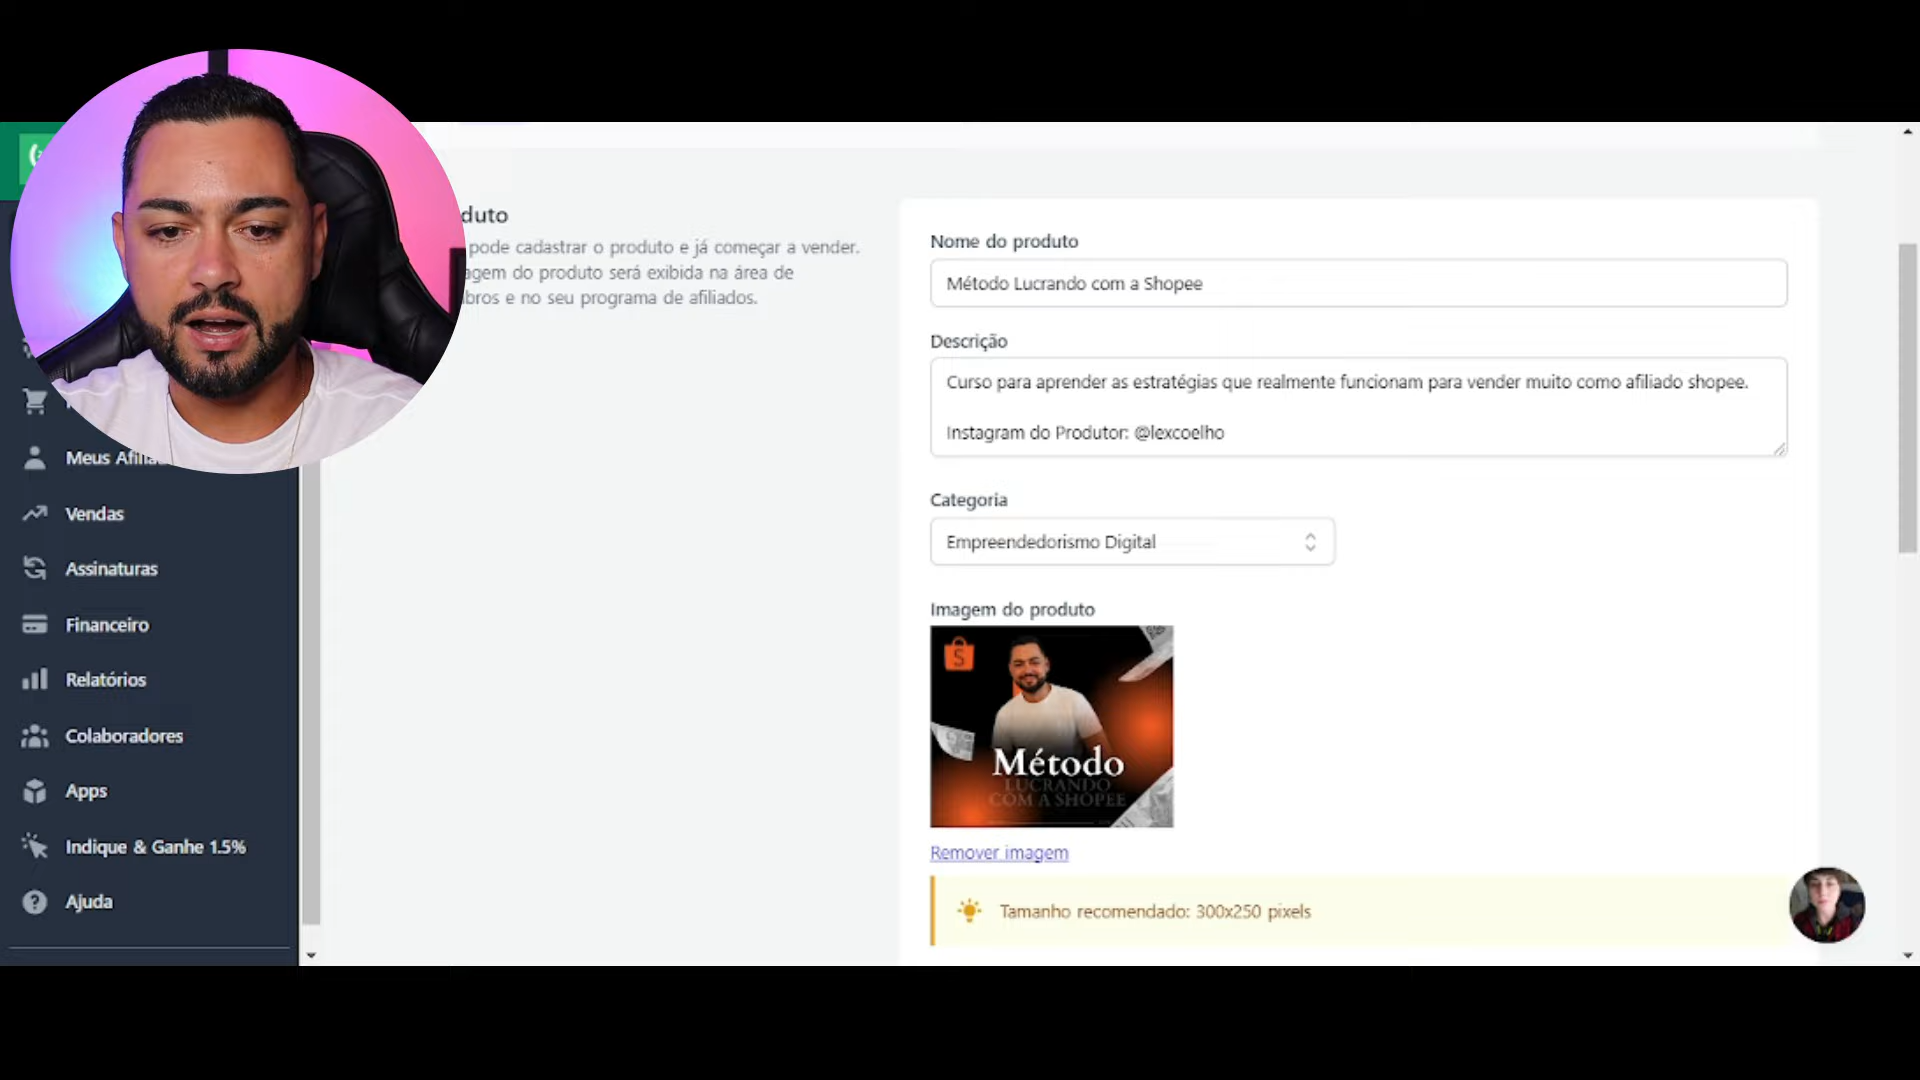 duto
pode cadastrar o produto e já começar a vender.
agem do produto será exibida na área de
bros e no seu programa de afiliados.
Meus Afilia
Vendas
Assinaturas
Financeiro
Relatórios
Colaboradores
Apps
Indique & Ganhe 1.5%
Ajuda
Nome do produto
Método Lucrando com a Shopee
Descrição
Curso para aprender as estratégias que realmente funcionam para vender muito como afiliado shopee.
Instagram do Produtor: @lexcoelho
Categoria
Empreendedorismo Digital
Imagem do produto
S
Método
LUCRANDO
COM A SHOPEE
Remover imagem
Tamanho recomendado: 300x250 pixels